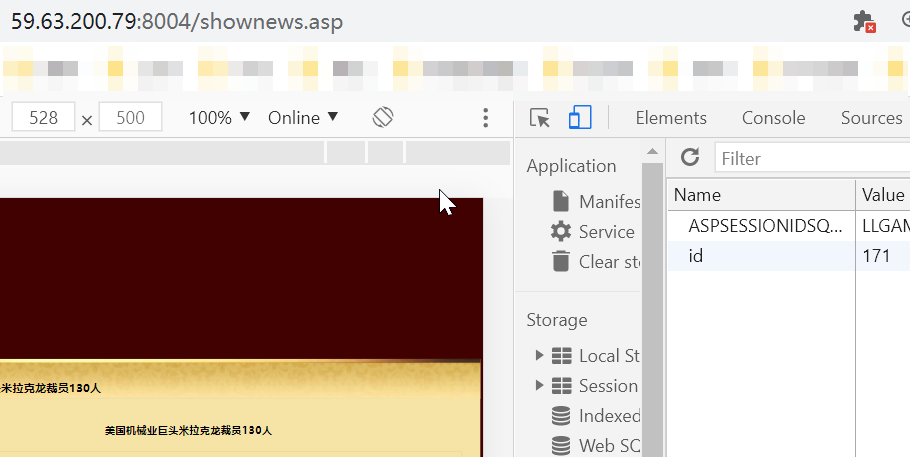 59.63.200.79:8004/shownews.asp
528 × 500 100% ▼ Online ▼
Elements Console Sources
Application
Filter
Manifes
Name Value
Service
ASPSESSIONIDSQ... LLGAM
Clear sto
id 171
Storage
Local St
Session
Indexed
Web SQ
米拉克龙裁员130人
美国机械业巨头米拉克龙裁员130人